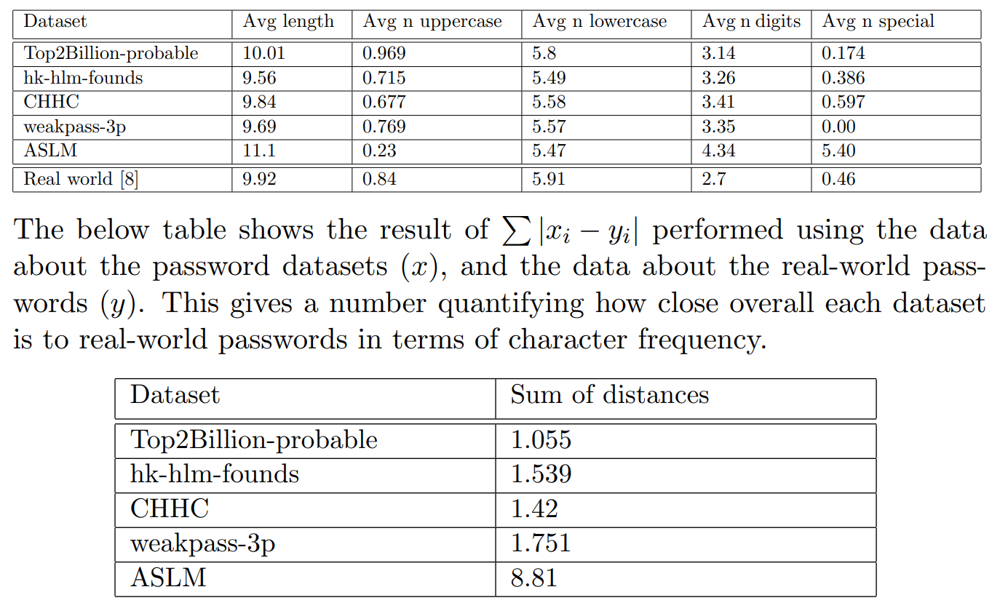 Dataset Avg length Avg n uppercase Avg n lowercase Avg n digits Avg n special
Top2Billion-probable 10.01 0.969 5.8 3.14 0.174
hk-hlm-founds 9.56 0.715 5.49 3.26 0.386
CHHC 9.84 0.677 5.58 3.41 0.597
weakpass-3p 9.69 0.769 5.57 3.35 0.00
ASLM 11.1 0.23 5.47 4.34 5.40
Real world [8] 9.92 0.84 5.91 2.7 0.46
The below table shows the result of ∑|xᵢ − yᵢ| performed using the data
about the password datasets (x), and the data about the real-world pass-
words (y). This gives a number quantifying how close overall each dataset
is to real-world passwords in terms of character frequency.
Dataset Sum of distances
Top2Billion-probable 1.055
hk-hlm-founds 1.539
CHHC 1.42
weakpass-3p 1.751
ASLM 8.81